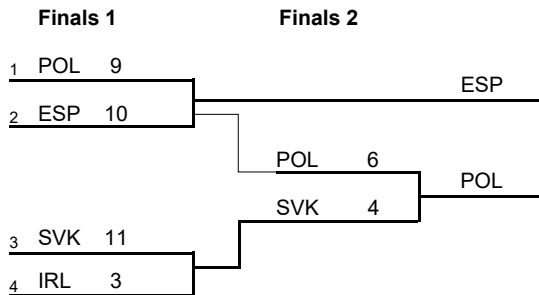 Finals 1 Finals 2
1 POL 9
ESP
2 ESP 10
POL 6
POL
SVK 4
3 SVK 11
4 IRL 3